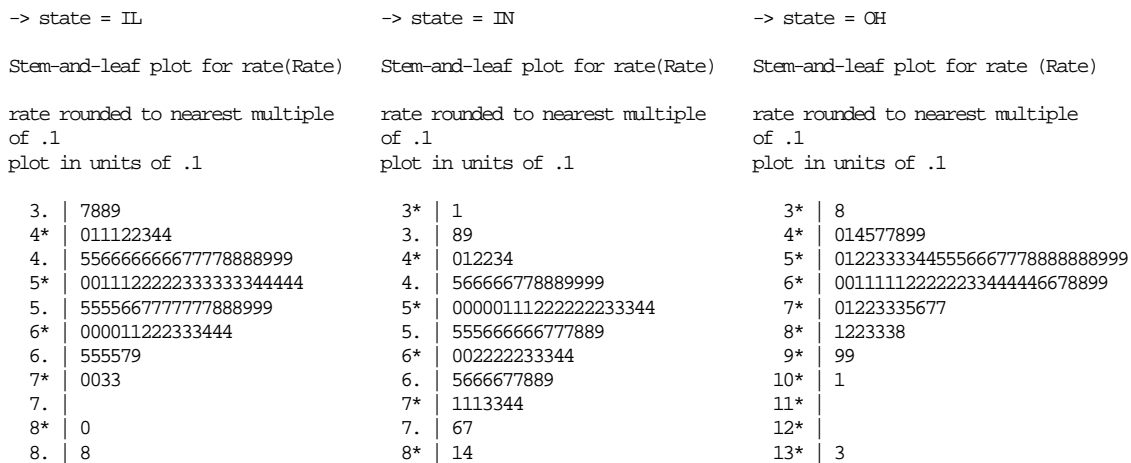 -> state = IL
Stem-and-leaf plot for rate(Rate)
rate rounded to nearest multiple
of .1
plot in units of .1
3. | 7889
4* | 011122344
4. | 556666666677778888999
5* | 0011122222333333344444
5. | 5555667777777888999
6* | 000011222333444
6. | 555579
7* | 0033
7. |
8* | 0
8. | 8
-> state = IN
Stem-and-leaf plot for rate(Rate)
rate rounded to nearest multiple
of .1
plot in units of .1
3* | 1
3. | 89
4* | 012234
4. | 566666778889999
5* | 00000111222222233344
5. | 555666666777889
6* | 002222233344
6. | 5666677889
7* | 1113344
7. | 67
8* | 14
-> state = OH
Stem-and-leaf plot for rate (Rate)
rate rounded to nearest multiple
of .1
plot in units of .1
3* | 8
4* | 014577899
5* | 01223333445556667778888888999
6* | 001111122222233444446678899
7* | 01223335677
8* | 1223338
9* | 99
10* | 1
11* |
12* |
13* | 3